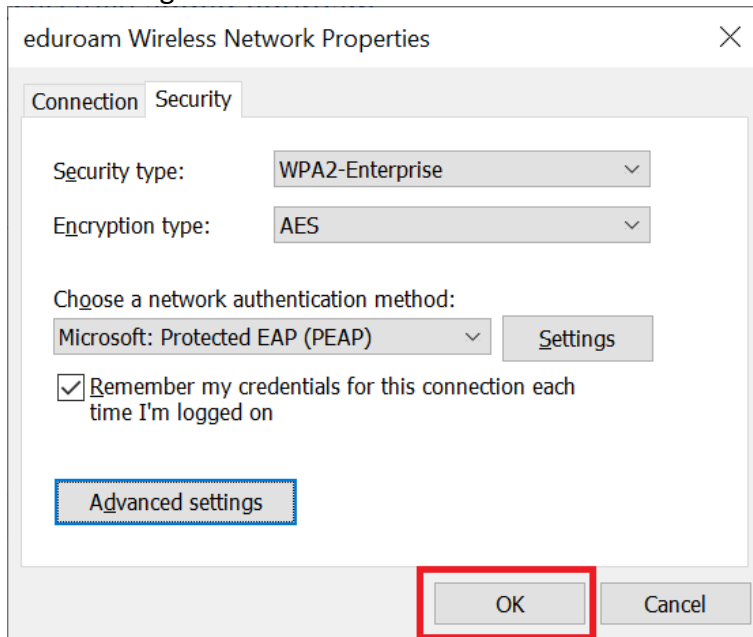 eduroam Wireless Network Properties
Connection Security
Security type: WPA2-Enterprise
Encryption type: AES
Choose a network authentication method:
Microsoft: Protected EAP (PEAP) Settings
Remember my credentials for this connection each
time I'm logged on
Advanced settings
OK Cancel